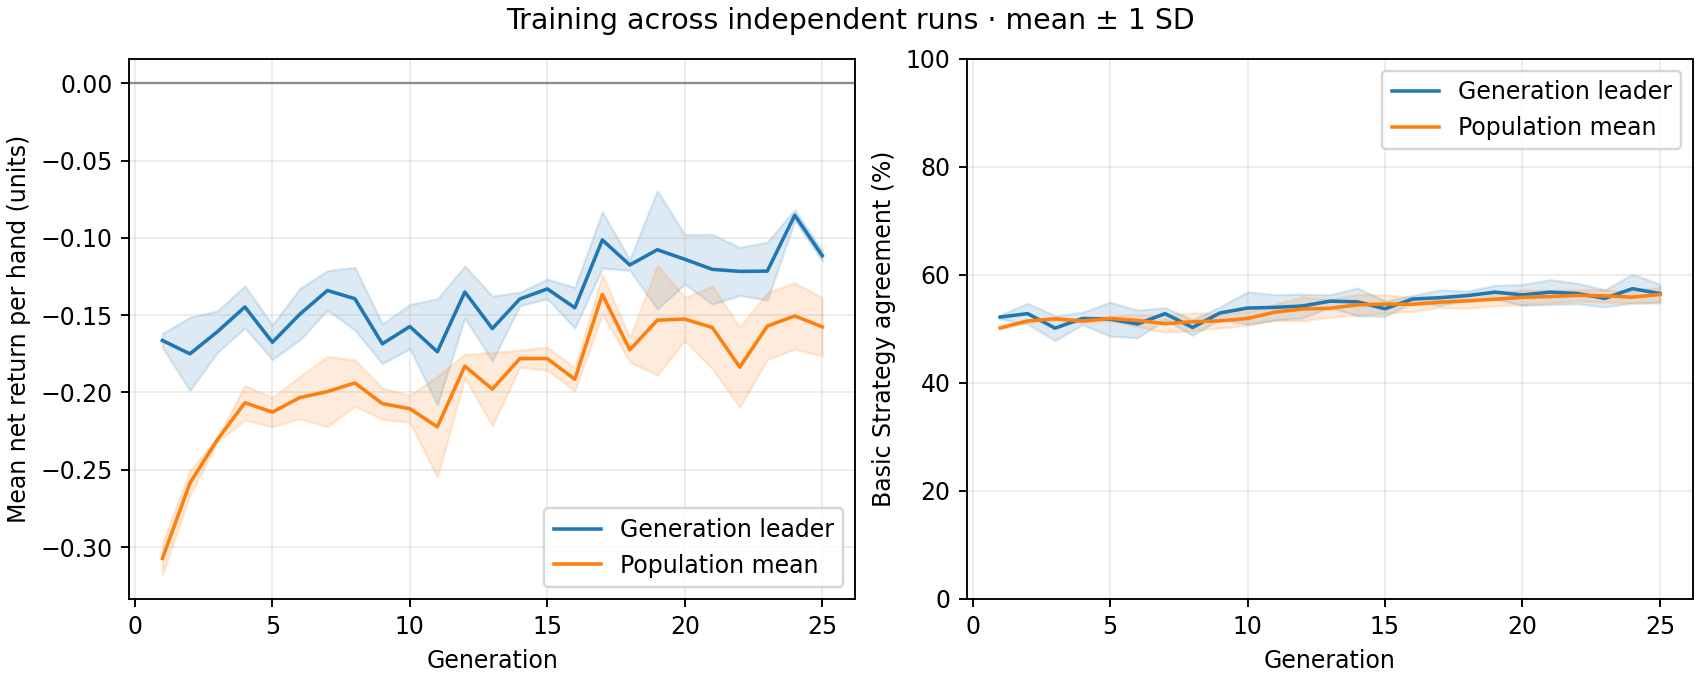 Training across independent runs · mean ± 1 SD
Mean net return per hand (units)
0.00
−0.05
−0.10
−0.15
−0.20
−0.25
−0.30
0
5
10
15
20
25
Generation
Generation leader
Population mean
Basic Strategy agreement (%)
100
80
60
40
20
0
0
5
10
15
20
25
Generation
Generation leader
Population mean